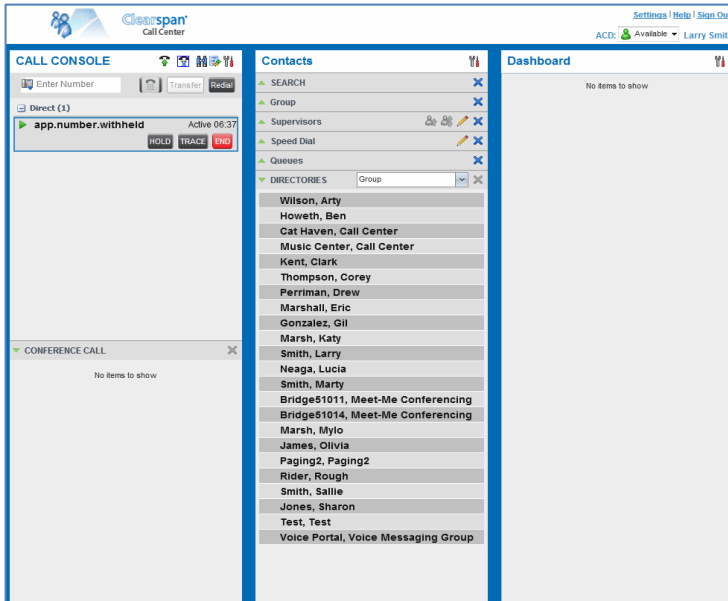 Clearspan®
Call Center
Settings | Help | Sign Ou
ACD: Available Larry Smit
CALL CONSOLE
Enter Number Transfer Redial
Direct (1)
app.number.withheld Active 06:37
HOLD TRACE END
CONFERENCE CALL
No items to show
Contacts
SEARCH
Group
Supervisors
Speed Dial
Queues
DIRECTORIES Group
Wilson, Arty
Howeth, Ben
Cat Haven, Call Center
Music Center, Call Center
Kent, Clark
Thompson, Corey
Perriman, Drew
Marshall, Eric
Gonzalez, Gil
Marsh, Katy
Smith, Larry
Neaga, Lucia
Smith, Marty
Bridge51011, Meet-Me Conferencing
Bridge51014, Meet-Me Conferencing
Marsh, Mylo
James, Olivia
Paging2, Paging2
Rider, Rough
Smith, Sallie
Jones, Sharon
Test, Test
Voice Portal, Voice Messaging Group
Dashboard
No items to show